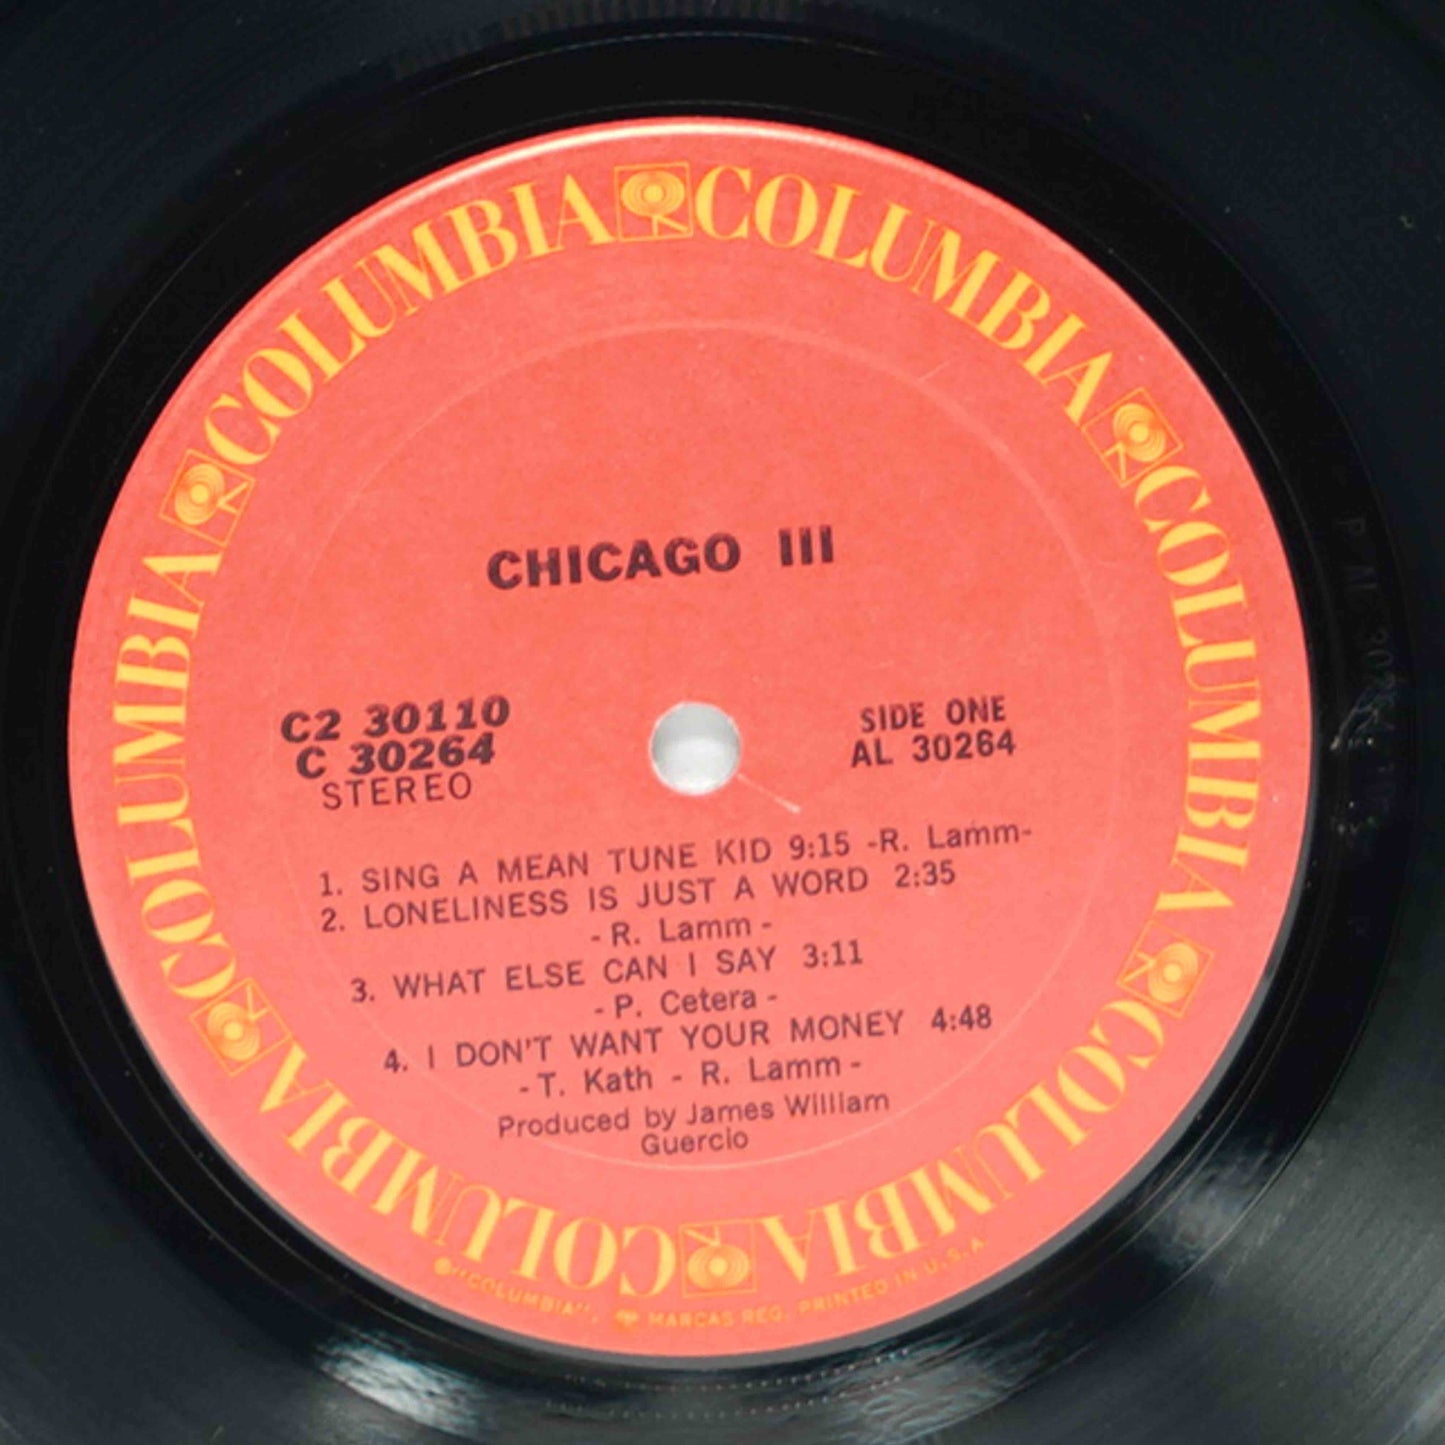 COLUMBIA COLUMBIA COLUMBIA COLUMBIA COLUMBIA COLUMBIA
CHICAGO III
C2 30110
C 30264
STEREO
SIDE ONE
AL 30264
1. SING A MEAN TUNE KID 9:15 -R. Lamm-
2. LONELINESS IS JUST A WORD 2:35
- R. Lamm -
3. WHAT ELSE CAN I SAY 3:11
- P. Cetera -
4. I DON'T WANT YOUR MONEY 4:48
- T. Kath - R. Lamm -
Produced by James William
Guercio
"COLUMBIA", MARCAS REG. PRINTED IN U.S.A.